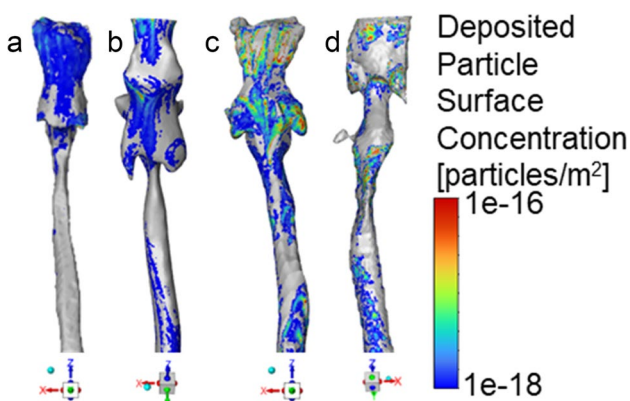 a b c d
Deposited
Particle
Surface
Concentration
[particles/m²]
1e-16
1e-18
Z Z Z Z
X X X X